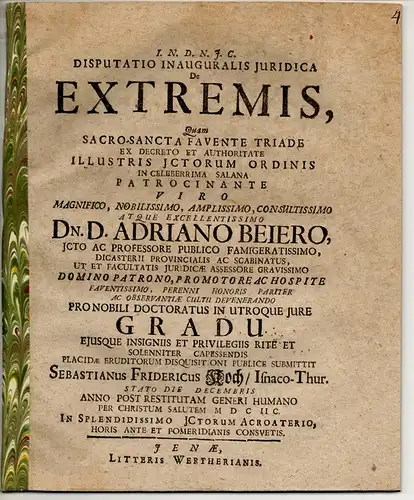 4
I. N. D. N. J. C.
DISPUTATIO INAUGURALIS JURIDICA
De
EXTREMIS,
Quam
SACRO-SANCTA FAVENTE TRIADE
EX DECRETO ET AUTHORITATE
ILLUSTRIS JCTORUM ORDINIS
IN CELEBERRIMA SALANA
PATROCINANTE
VIRO
MAGNIFICO, NOBILISSIMO, AMPLISSIMO, CONSULTISSIMO
ATQUE EXCELLENTISSIMO
DN. D. ADRIANO BEIERO,
JCTO AC PROFESSORE PUBLICO FAMIGERATISSIMO,
DICASTERII PROVINCIALIS AC SCABINATUS,
UT ET FACULTATIS JURIDICÆ ASSESSORE GRAVISSIMO
DOMINO PATRONO, PROMOTORE AC HOSPITE
FAVENTISSIMO, PERENNI HONORIS PARITER
AC OBSERVANTIÆ CULTU DEVENERANDO
PRO NOBILI DOCTORATUS IN UTROQUE JURE
GRADU
EJUSQUE INSIGNIIS ET PRIVILEGIIS RITE ET
SOLENNITER CAPESSENDIS
PLACIDÆ ERUDITORUM DISQUISITIONI PUBLICE SUBMITTIT
SEBASTIANUS FRIDERICUS Koch / Isnaco-Thur.
STATO DIE DECEMBRIS
ANNO POST RESTITUTAM GENERI HUMANO
PER CHRISTUM SALUTEM M D C IIC.
IN SPLENDIDISSIMO JCTORUM ACROATERIO,
HORIS ANTE ET POMERIDIANIS CONSVETIS.
JENÆ,
LITTERIS WERTHERIANIS.